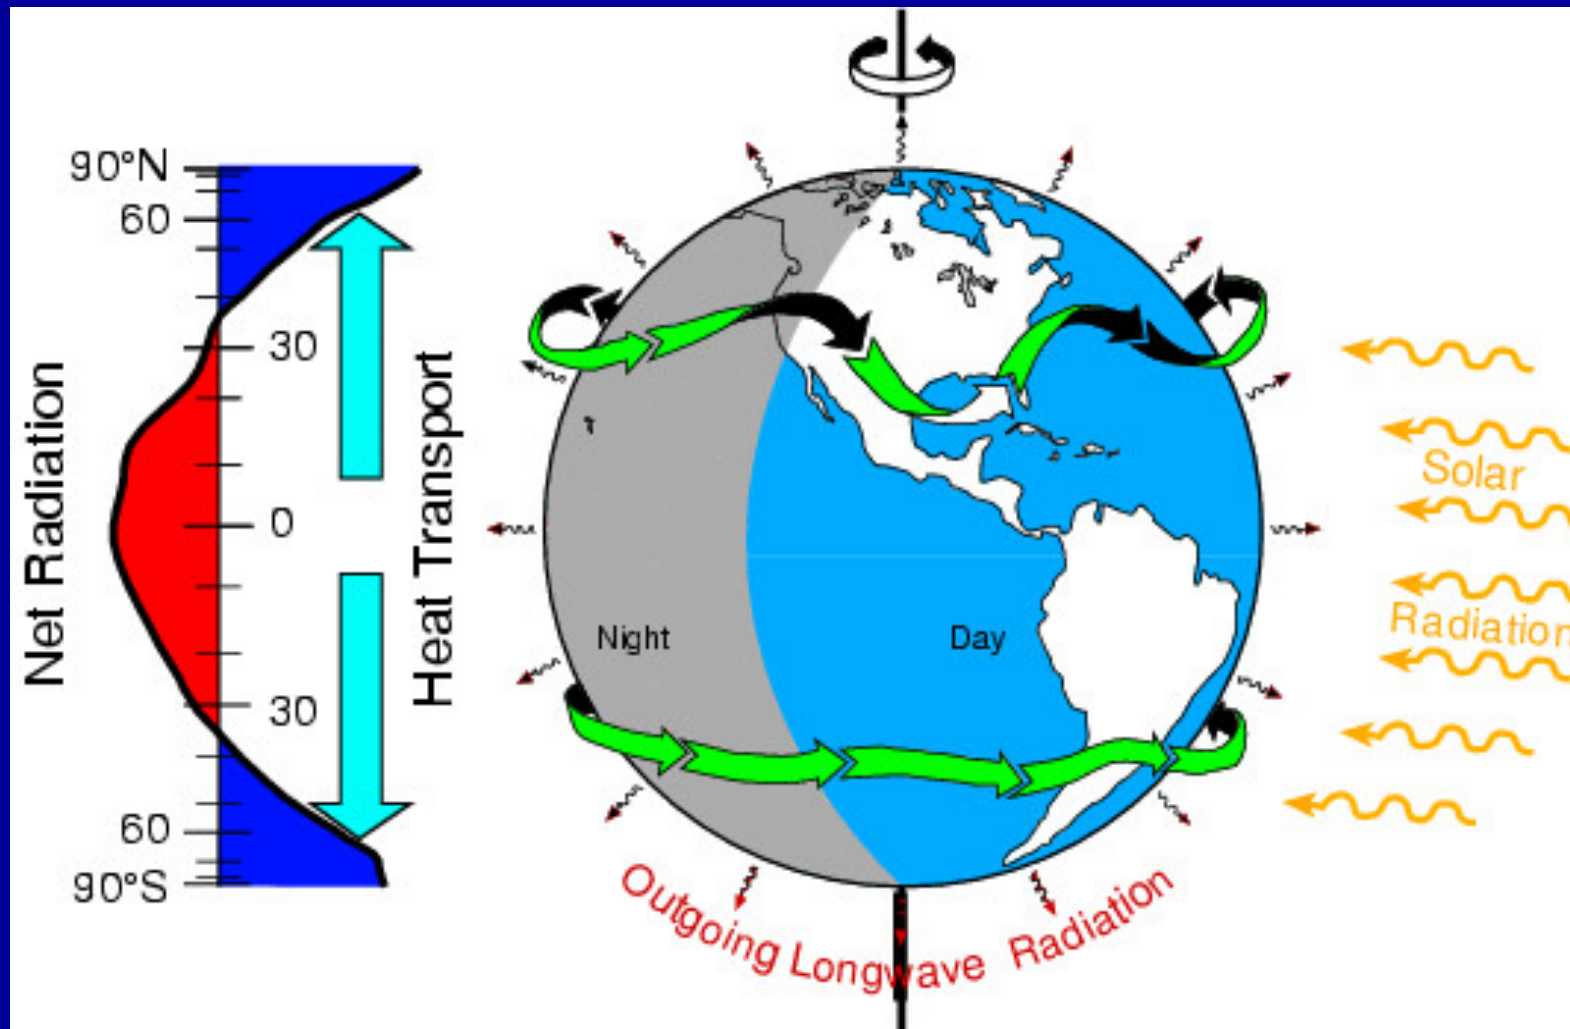 Net Radiation
90°N
60
30
0
30
60
90°S
Heat Transport
Night
Day
Solar
Radiation
Outgoing Longwave Radiation